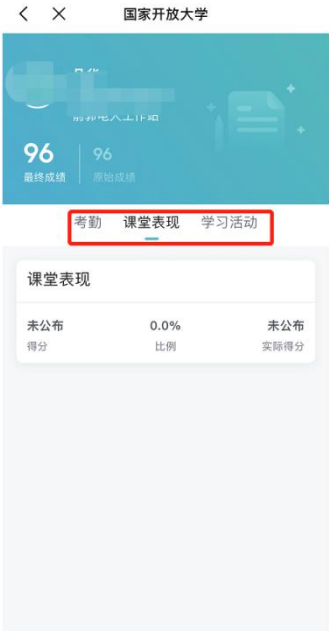 国家开放大学
96
96
最终成绩
原始成绩
考勤 课堂表现 学习活动
课堂表现
未公布 0.0% 未公布
得分 比例 实际得分